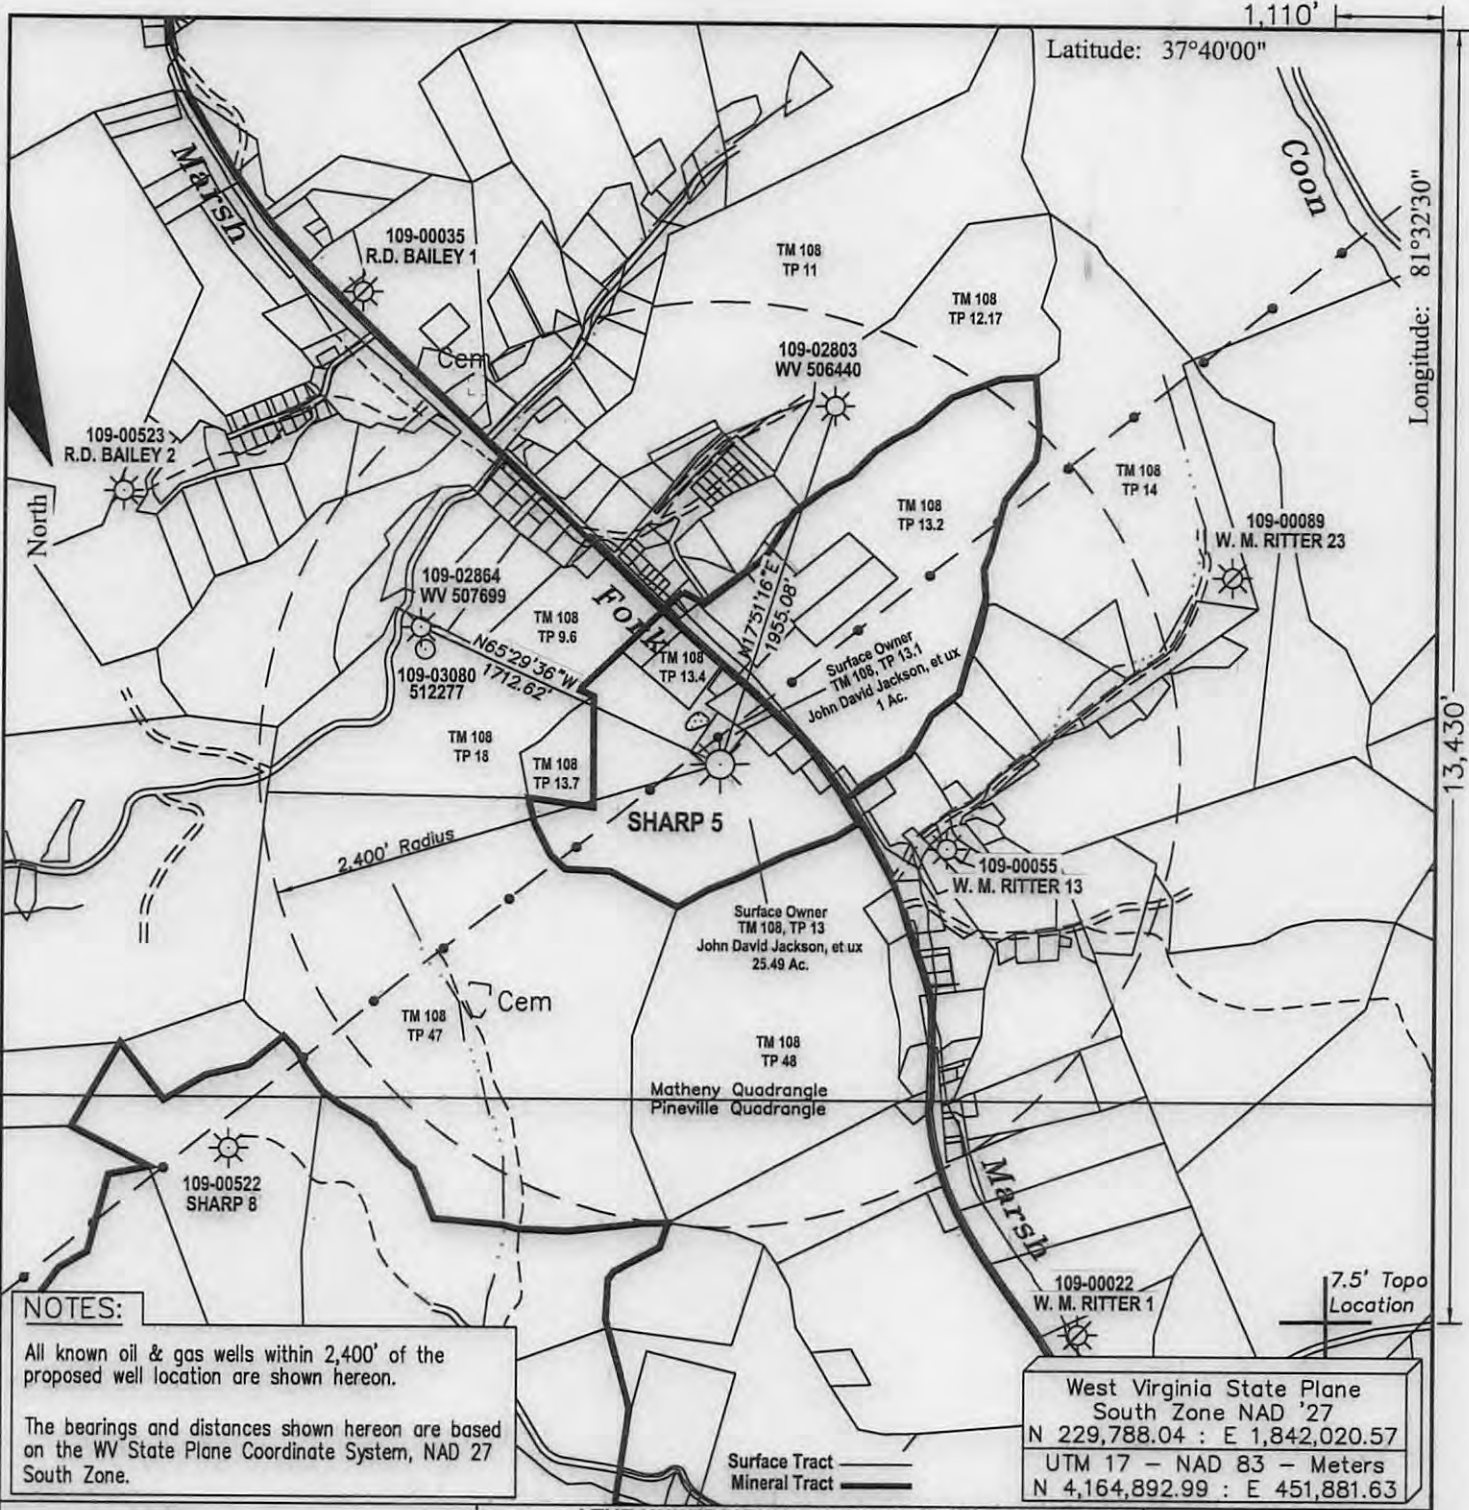 1,110'
Latitude: 37°40'00"
Longitude: 81°32'30"
13,430'
Coon
Marsh
109-00035
R.D. BAILEY 1
TM 108
TP 11
TM 108
TP 12.17
Cem
109-02803
WV 506440
109-00523
R.D. BAILEY 2
TM 108
TP 14
TM 108
TP 13.2
North
109-00089
W. M. RITTER 23
109-02864
WV 507699
Fork
TM 108
TP 9.6
N17°51'16"E
1955.08'
N65°29'36"W
1712.62'
TM 108
TP 13.4
Surface Owner
TM 108, TP 13.1
John David Jackson, et ux
1 Ac.
109-03080
512277
TM 108
TP 18
TM 108
TP 13.7
SHARP 5
2,400' Radius
109-00055
W. M. RITTER 13
Surface Owner
TM 108, TP 13
John David Jackson, et ux
25.49 Ac.
Cem
TM 108
TP 47
TM 108
TP 48
Matheny Quadrangle
Pineville Quadrangle
109-00522
SHARP 8
Marsh
109-00022
W. M. RITTER 1
7.5' Topo
Location
NOTES:
All known oil & gas wells within 2,400' of the
proposed well location are shown hereon.
The bearings and distances shown hereon are based
on the WV State Plane Coordinate System, NAD 27
South Zone.
Surface Tract
Mineral Tract
West Virginia State Plane
South Zone NAD '27
N 229,788.04 : E 1,842,020.57
UTM 17 - NAD 83 - Meters
N 4,164,892.99 : E 451,881.63